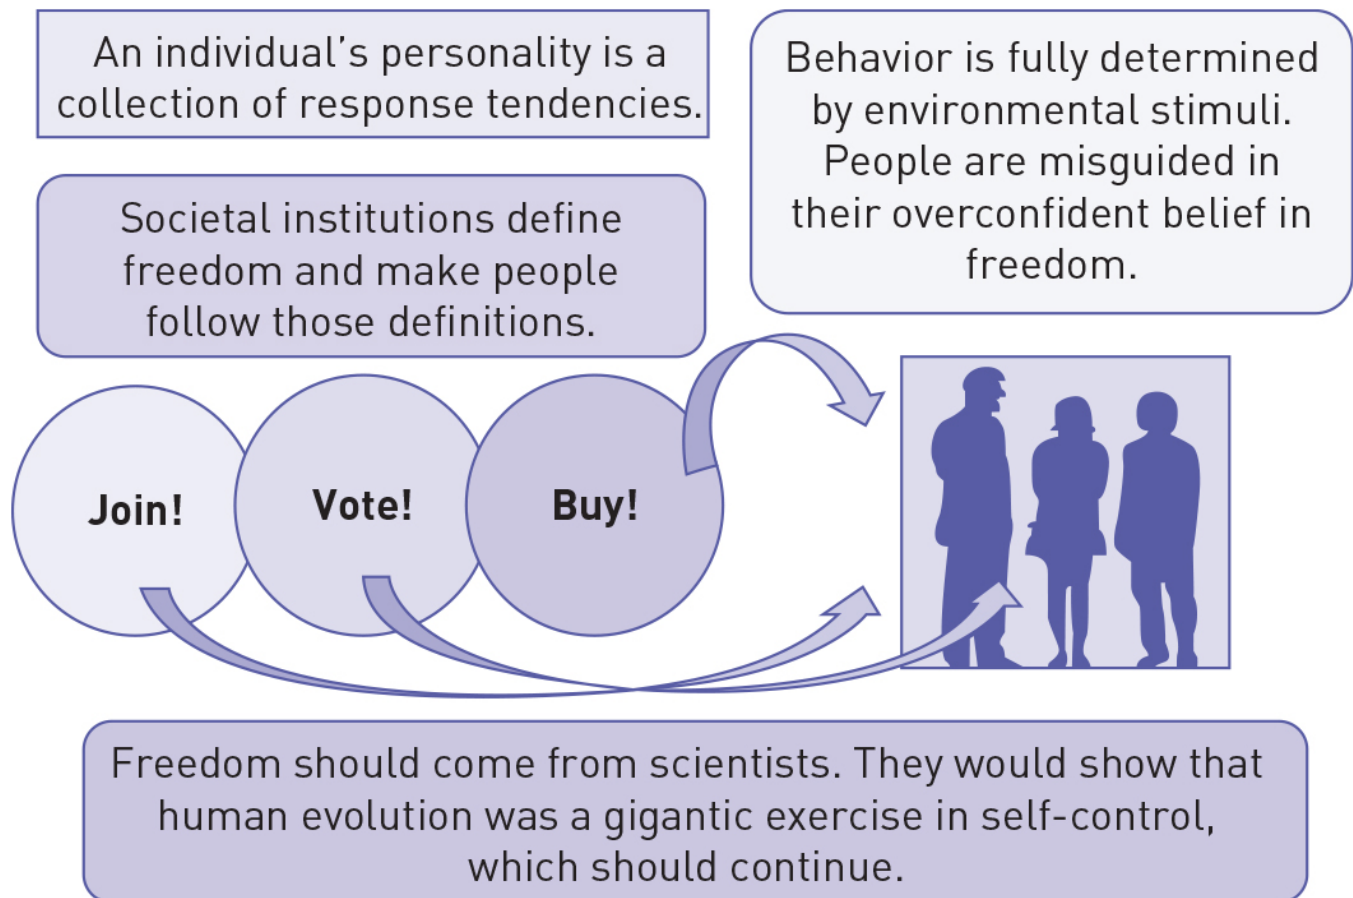 An individual’s personality is a
collection of response tendencies.
Behavior is fully determined
by environmental stimuli.
People are misguided in
their overconfident belief in
freedom.
Societal institutions define
freedom and make people
follow those definitions.
Join!
Vote!
Buy!
Freedom should come from scientists. They would show that
human evolution was a gigantic exercise in self-control,
which should continue.